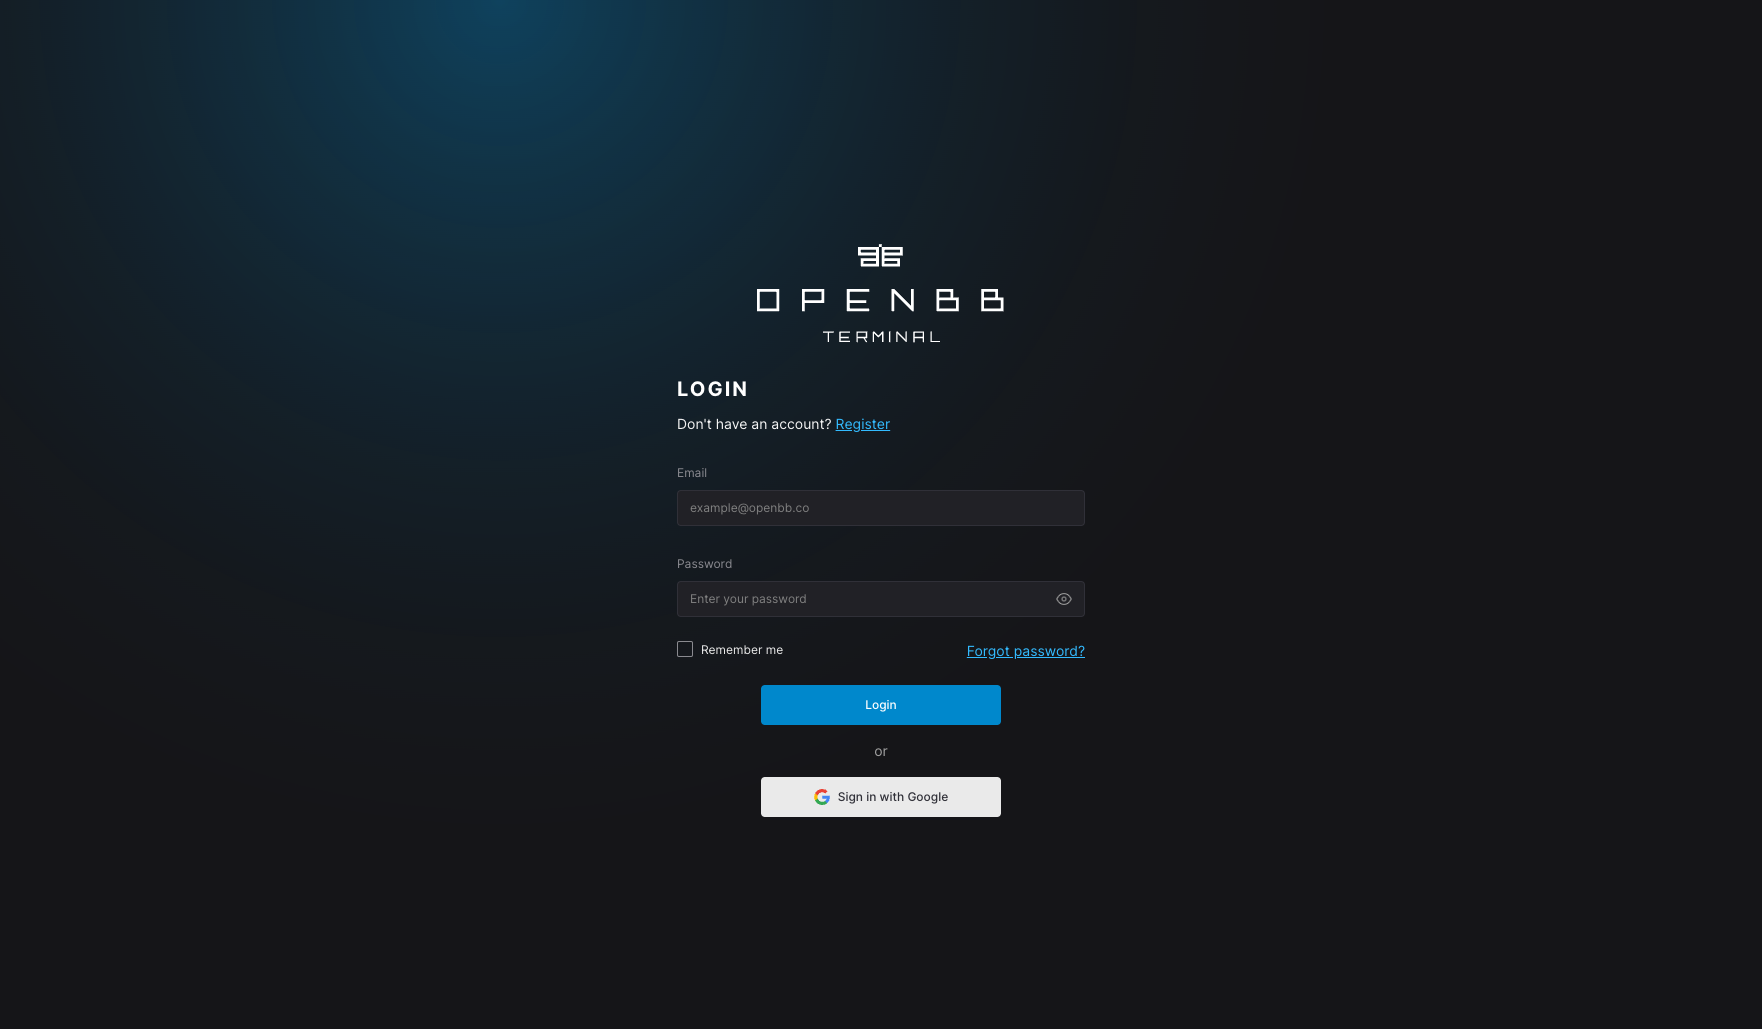 OPENBB
TERMINAL
LOGIN
Don't have an account? Register
Email
example@openbb.co
Password
Enter your password
Remember me
Forgot password?
Login
or
Sign in with Google